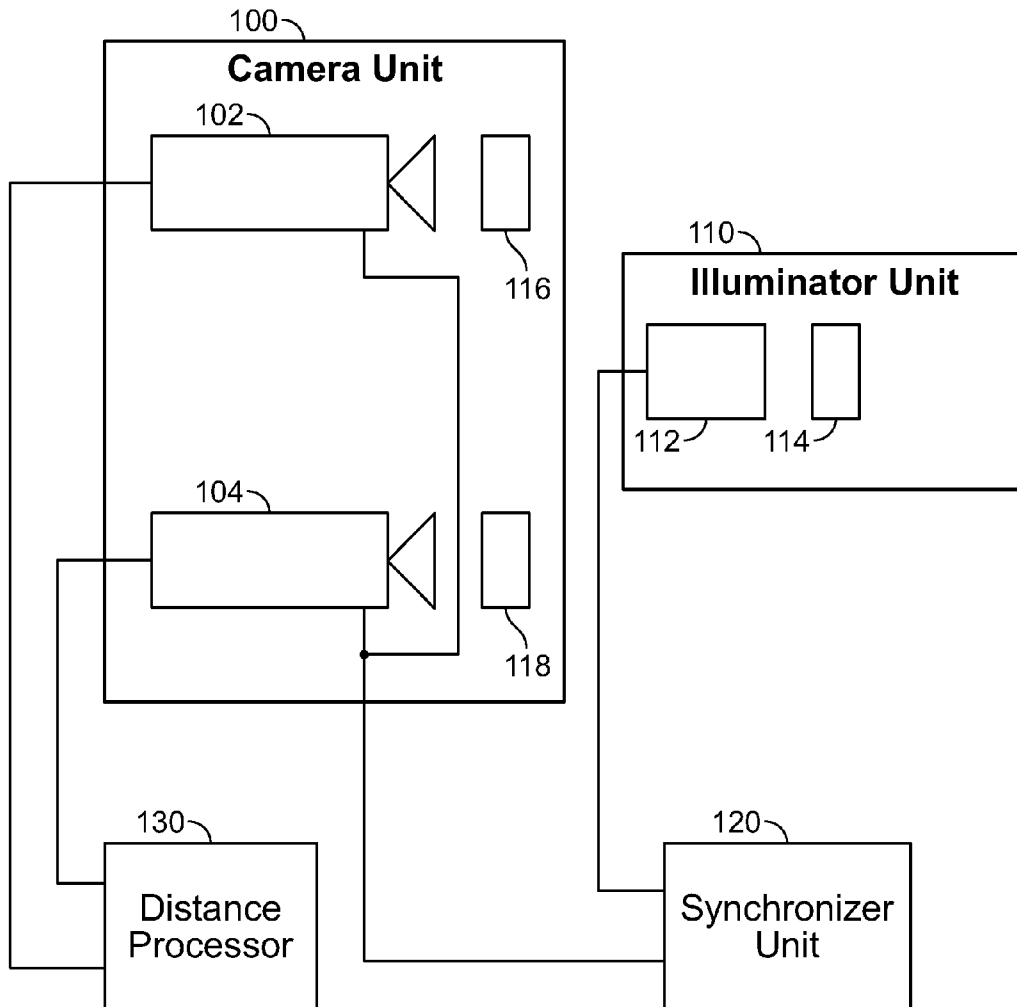 100
Camera Unit
102
116
110
Illuminator Unit
112
114
104
118
130
Distance
Processor
120
Synchronizer
Unit